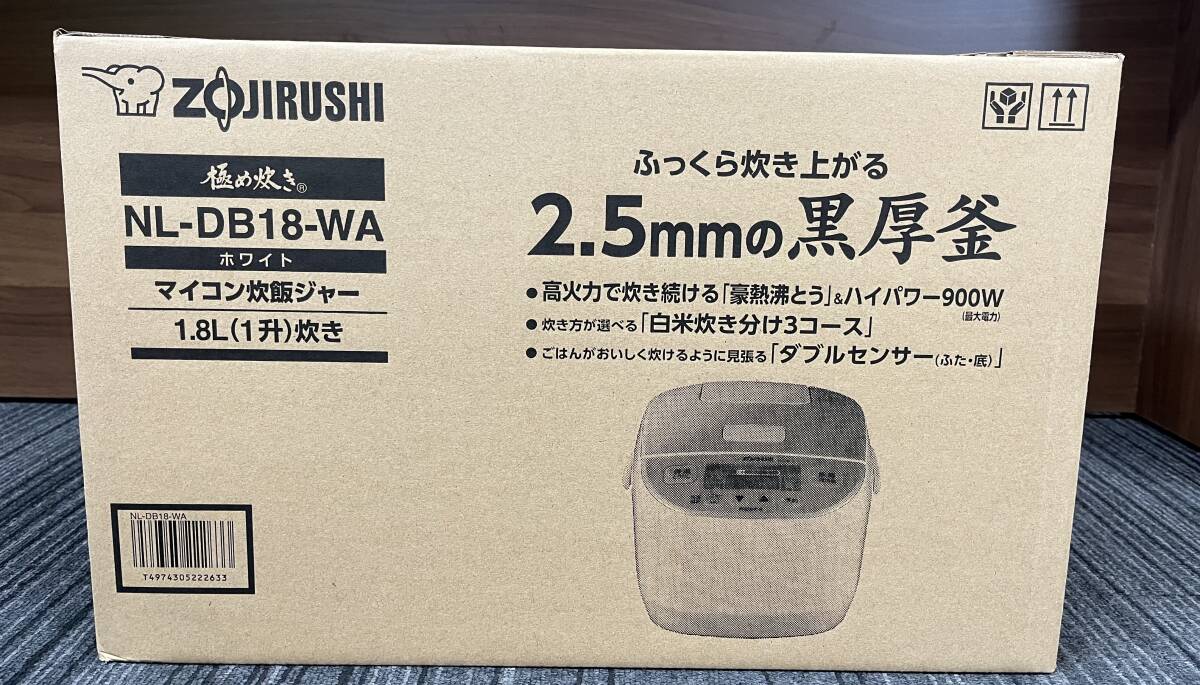 ZOJIRUSHI
極め炊き®
NL-DB18-WA
ホワイト
マイコン炊飯ジャー
1.8L(1升)炊き
ふっくら炊き上がる
2.5mmの黒厚釜
●高火力で炊き続ける「豪熱沸とう」&ハイパワー900W
(最大電力)
●炊き方が選べる「白米炊き分け3コース」
●ごはんがおいしく炊けるように見張る「ダブルセンサー(ふた・底)」
ZOJIRUSHI
NL-DB18-WA
T4974305222633